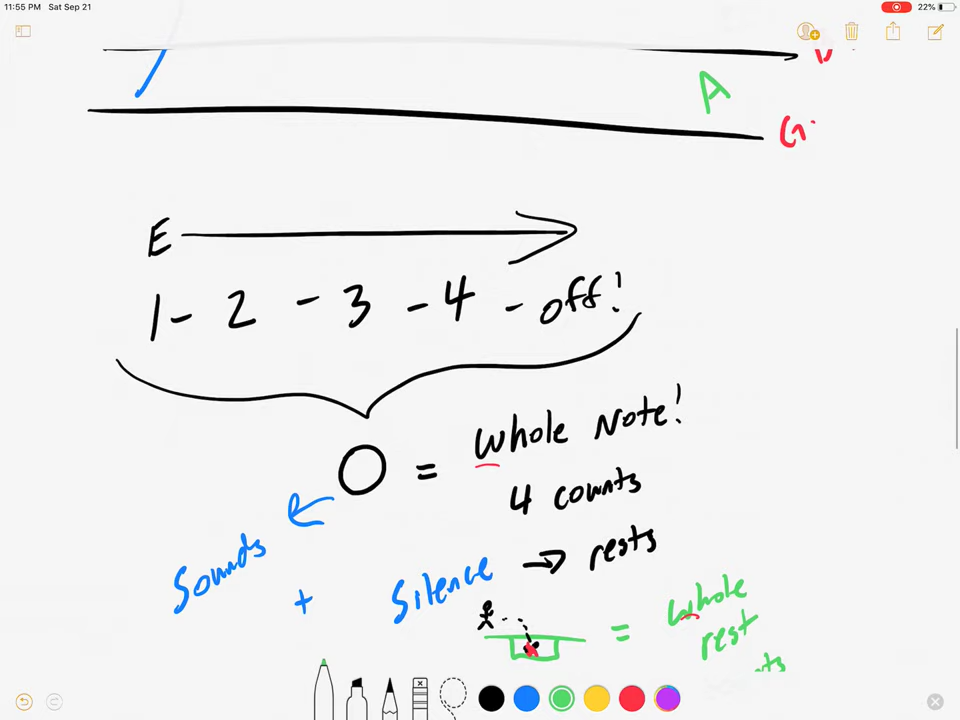 11:55 PM Sat Sep 21
22%
A
G
E
1 - 2 - 3 - 4 - off!
O = Whole Note!
4 counts
Sounds + Silence → rests
= Whole
rest